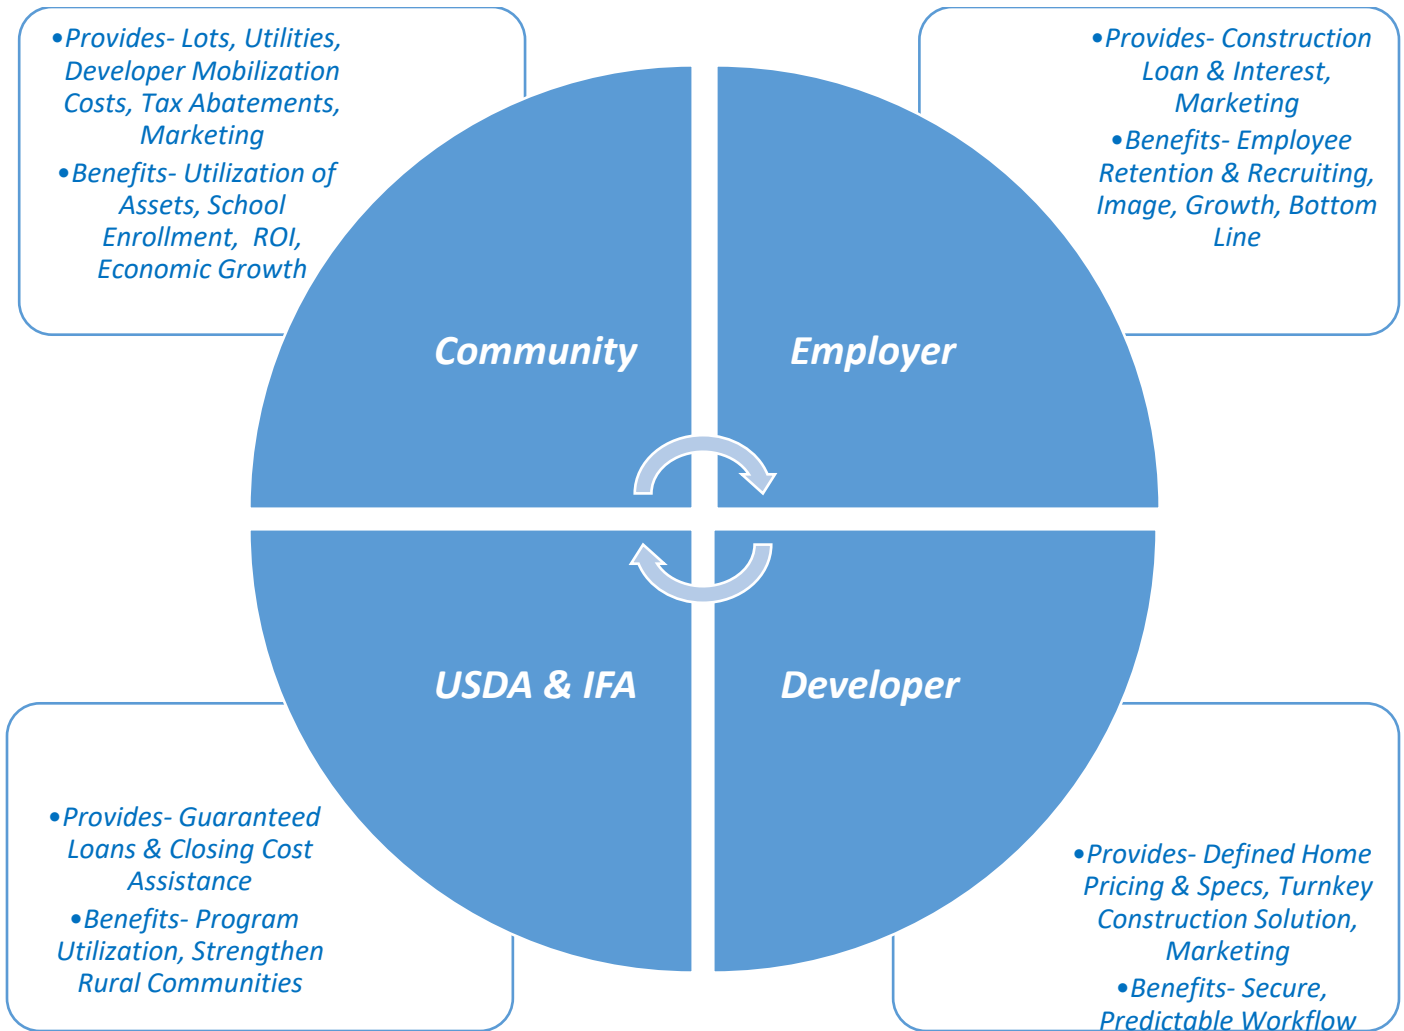 •Provides- Lots, Utilities,
Developer Mobilization
Costs, Tax Abatements,
Marketing
•Benefits- Utilization of
Assets, School
Enrollment,  ROI,
Economic Growth
•Provides- Construction
Loan & Interest,
Marketing
•Benefits- Employee
Retention & Recruiting,
Image, Growth, Bottom
Line
Community
Employer
USDA & IFA
Developer
•Provides- Guaranteed
Loans & Closing Cost
Assistance
•Benefits- Program
Utilization, Strengthen
Rural Communities
•Provides- Defined Home
Pricing & Specs, Turnkey
Construction Solution,
Marketing
•Benefits- Secure,
Predictable Workflow